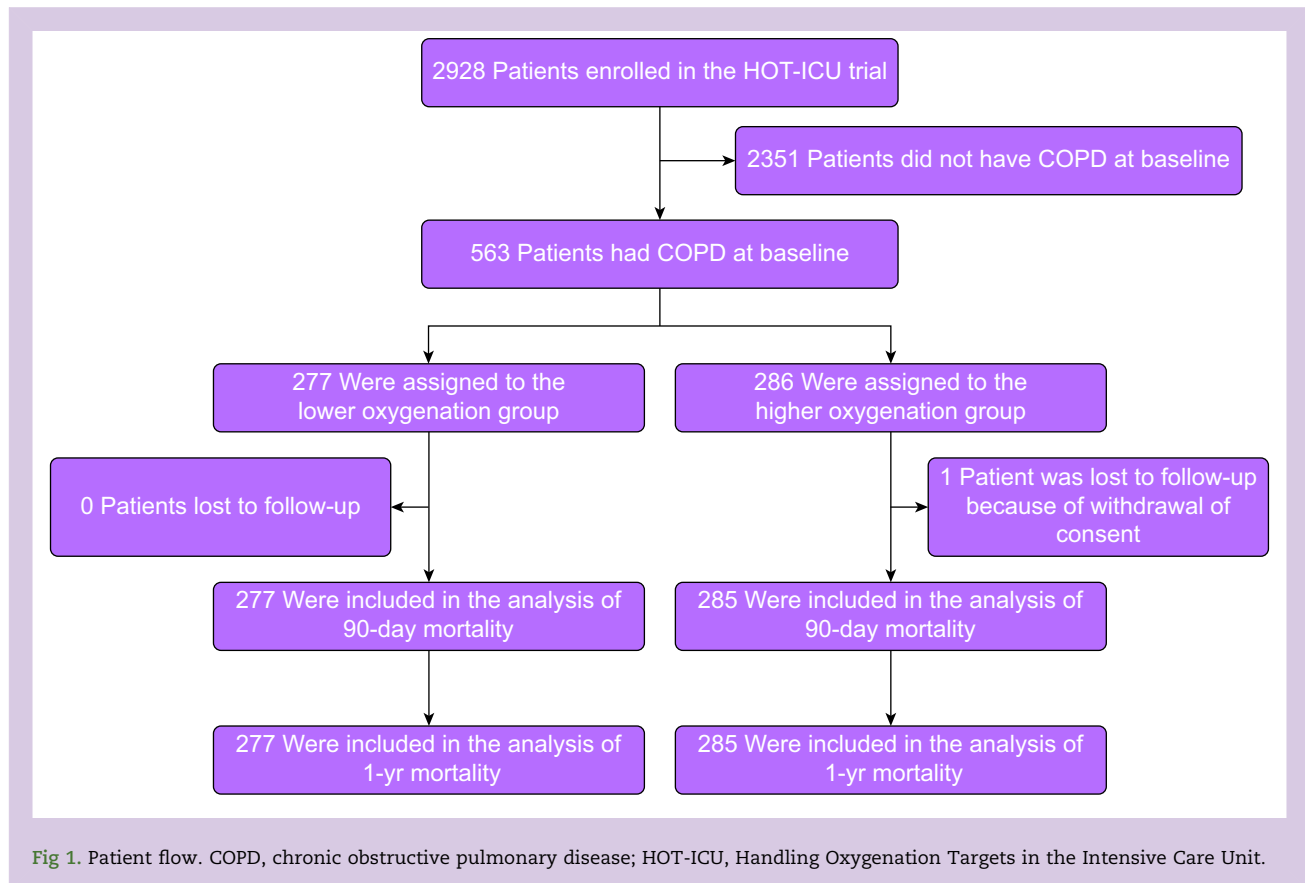 2928 Patients enrolled in the HOT-ICU trial
2351 Patients did not have COPD at baseline
563 Patients had COPD at baseline
277 Were assigned to the
lower oxygenation group
286 Were assigned to the
higher oxygenation group
0 Patients lost to follow-up
1 Patient was lost to follow-up
because of withdrawal of
consent
277 Were included in the analysis of
90-day mortality
285 Were included in the analysis of
90-day mortality
277 Were included in the analysis of
1-yr mortality
285 Were included in the analysis of
1-yr mortality
Fig 1. Patient flow. COPD, chronic obstructive pulmonary disease; HOT-ICU, Handling Oxygenation Targets in the Intensive Care Unit.